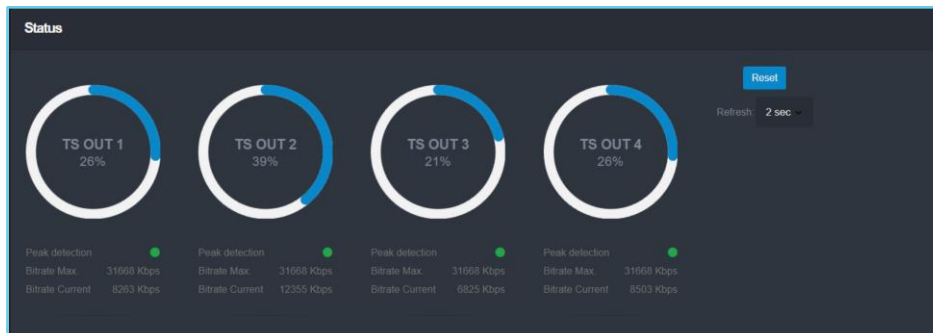 Status
Reset
Refresh: 2 sec
TS OUT 1
26%
TS OUT 2
39%
TS OUT 3
21%
TS OUT 4
26%
Peak detection
Bitrate Max 31668 Kbps
Bitrate Current 8263 Kbps
Peak detection
Bitrate Max 31668 Kbps
Bitrate Current 12355 Kbps
Peak detection
Bitrate Max 31668 Kbps
Bitrate Current 6825 Kbps
Peak detection
Bitrate Max 31668 Kbps
Bitrate Current 8503 Kbps